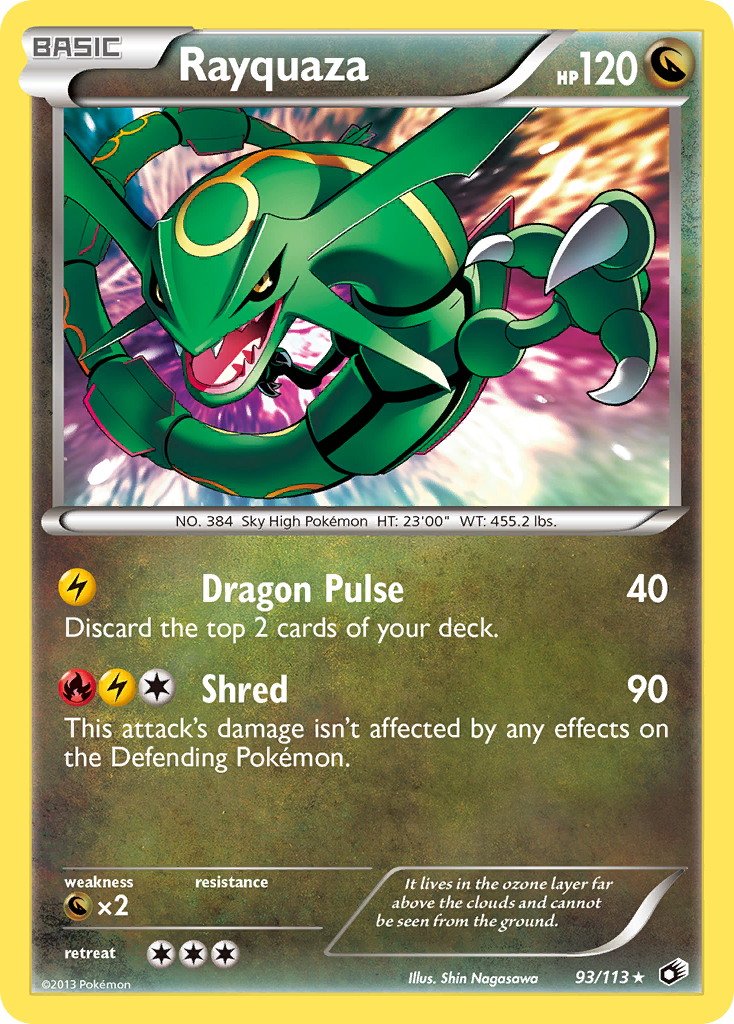 BASIC
Rayquaza
HP120
NO. 384 Sky High Pokémon HT: 23'00" WT: 455.2 lbs.
Dragon Pulse 40
Discard the top 2 cards of your deck.
Shred 90
This attack's damage isn't affected by any effects on
the Defending Pokémon.
weakness resistance
×2
It lives in the ozone layer far
above the clouds and cannot
be seen from the ground.
retreat
©2013 Pokémon
Illus. Shin Nagasawa
93/113 ★